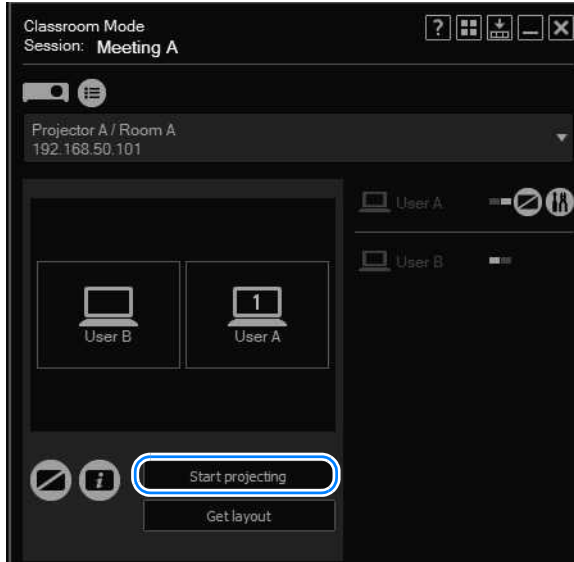 Classroom Mode
Session: Meeting A
?
Projector A / Room A
192.168.50.101
User A
User B
1
User B
User A
i
Start projecting
Get layout